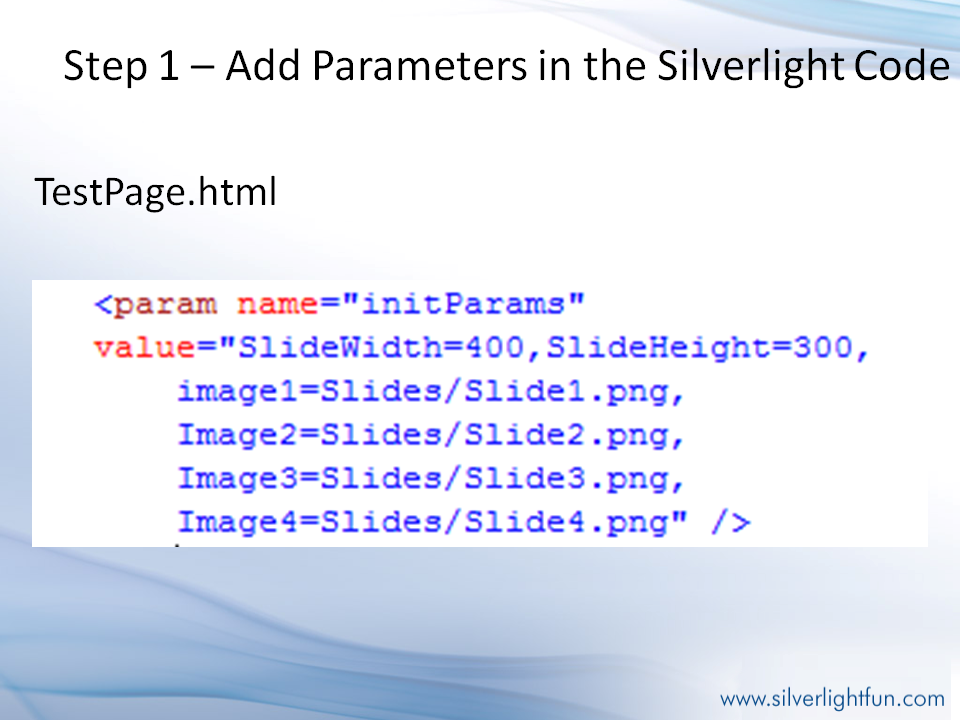 Step 1 – Add Parameters in the Silverlight Code
TestPage.html
<param name="initParams"
value="SlideWidth=400,SlideHeight=300,
image1=Slides/Slide1.png,
Image2=Slides/Slide2.png,
Image3=Slides/Slide3.png,
Image4=Slides/Slide4.png" />
www.silverlightfun.com